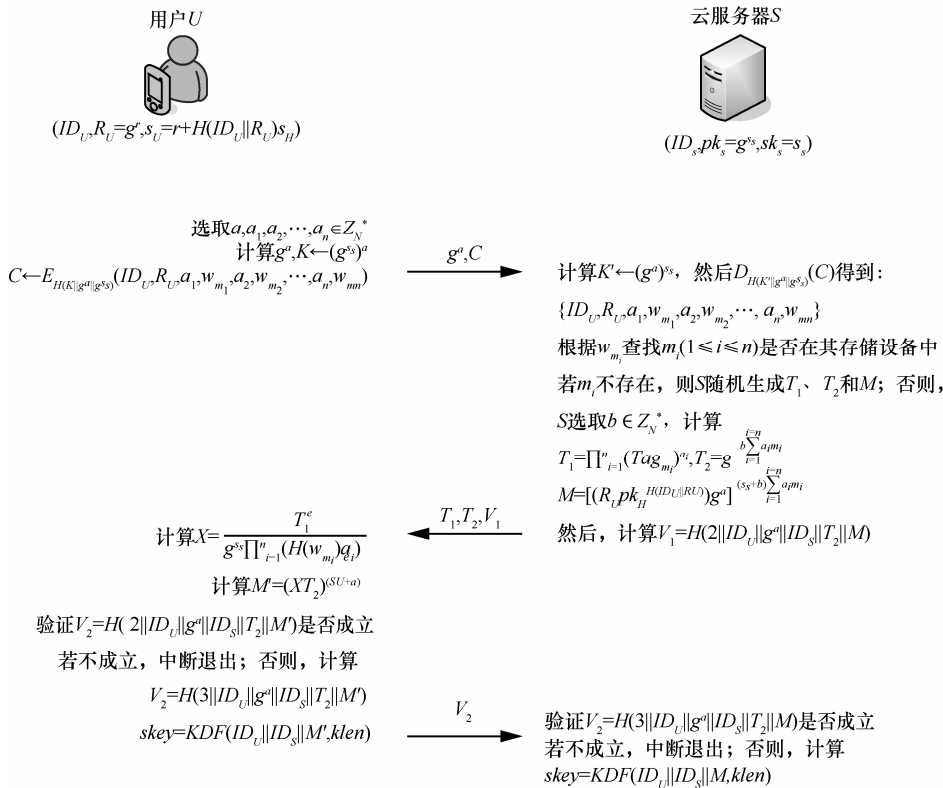 用户U
云服务器S
(ID_U,R_U=g^r,s_U=r+H(ID_U||R_U)s_H)
(ID_s,pk_s=g^{s_s},sk_s=s_s)
选取a,a_1,a_2,⋯,a_n∈Z_N^*
计算g^a,K←(g^{s_s})^a
C←E_{H(K||g^a||g^{s_s})}(ID_U,R_U,a_1,w_{m_1},a_2,w_{m_2},⋯,a_n,w_{mn})
g^a,C
计算K'←(g^a)^{s_s}，然后D_{H(K'||g^a||g^{s_s})}(C)得到：
{ID_U,R_U,a_1,w_{m_1},a_2,w_{m_2},⋯, a_n,w_{mn}}
根据w_{m_i}查找m_i(1≤i≤n)是否在其存储设备中
若m_i不存在，则S随机生成T_1、T_2和M；否则，
S选取b∈Z_N^*，计算
T_1=∏^n_{i=1}(Tag_{m_i})^{a_i},T_2=g^{b∑_{i=1}^{i=n}a_im_i}
M=[(R_Upk_H^{H(ID_U||RU)})g^a]^{(s_s+b)∑_{i=1}^{i=n}a_im_i}
然后，计算V_1=H(2||ID_U||g^a||ID_S||T_2||M)
T_1,T_2,V_1
计算X=T_1^e/g^{s_s}∏^n_{i−1}(H(w_{m_i})a_{ei})
计算M'=(XT_2)^{(SU+a)}
验证V_2=H( 2||ID_U||g^a||ID_S||T_2||M')是否成立
若不成立，中断退出；否则，计算
V_2=H(3||ID_U||g^a||ID_S||T_2||M')
skey=KDF(ID_U||ID_S||M',klen)
V_2
验证V_2=H(3||ID_U||g^a||ID_S||T_2||M)是否成立
若不成立，中断退出；否则，计算
skey=KDF(ID_U||ID_S||M,klen)